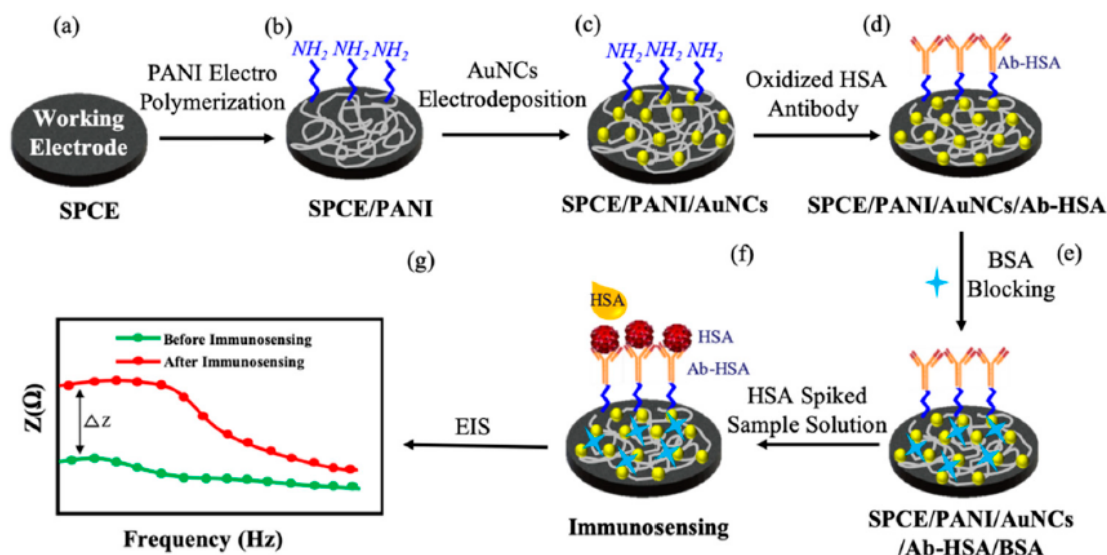 (a)
(b)
(c)
(d)
NH2 NH2 NH2
NH2 NH2 NH2
Ab-HSA
PANI Electro
Polymerization
AuNCs
Electrodeposition
Oxidized HSA
Antibody
Working
Electrode
SPCE
SPCE/PANI
SPCE/PANI/AuNCs
SPCE/PANI/AuNCs/Ab-HSA
(g)
(f)
(e)
BSA
Blocking
HSA
HSA
Ab-HSA
Before Immunosensing
After Immunosensing
Z(Ω)
ΔZ
Frequency (Hz)
EIS
HSA Spiked
Sample Solution
Immunosensing
SPCE/PANI/AuNCs
/Ab-HSA/BSA